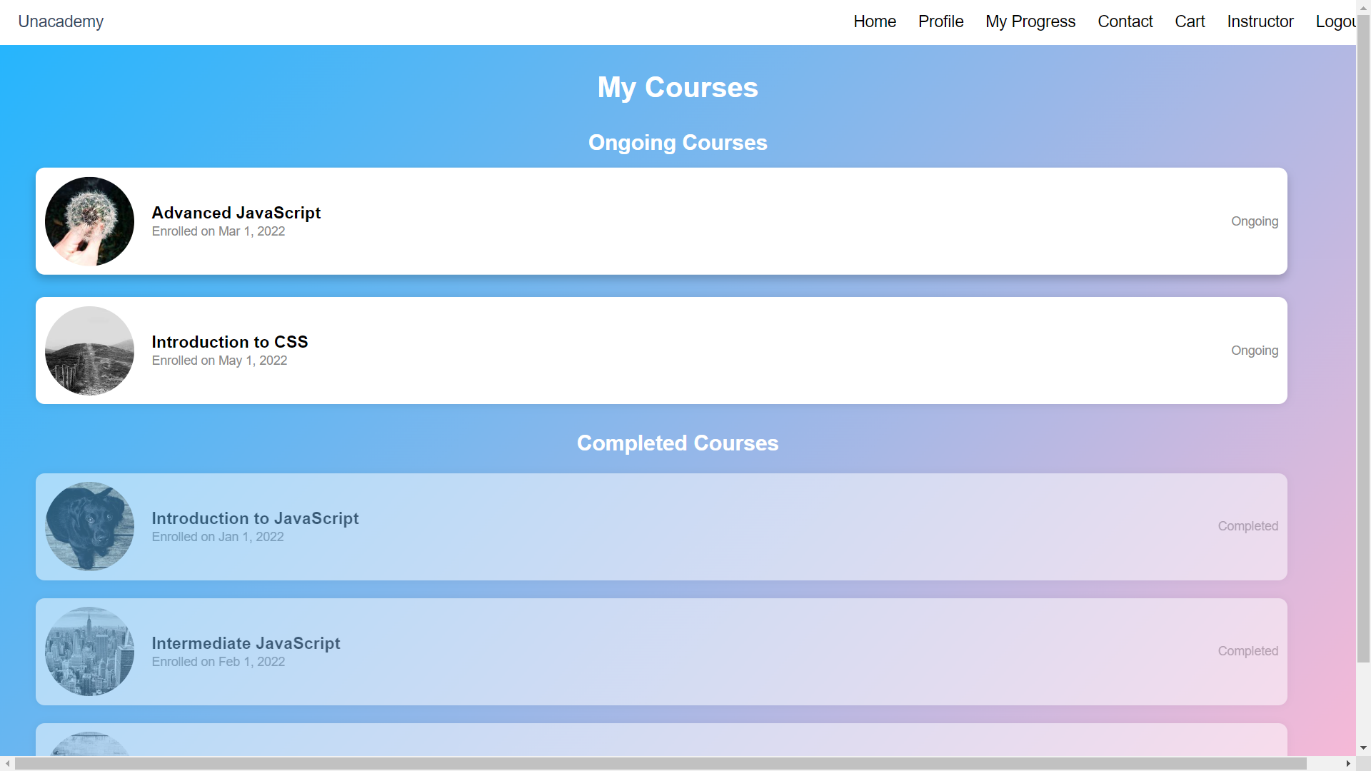 Unacademy
Home Profile My Progress Contact Cart Instructor Logou
My Courses
Ongoing Courses
Advanced JavaScript
Enrolled on Mar 1, 2022
Ongoing
Introduction to CSS
Enrolled on May 1, 2022
Ongoing
Completed Courses
Introduction to JavaScript
Enrolled on Jan 1, 2022
Completed
Intermediate JavaScript
Enrolled on Feb 1, 2022
Completed